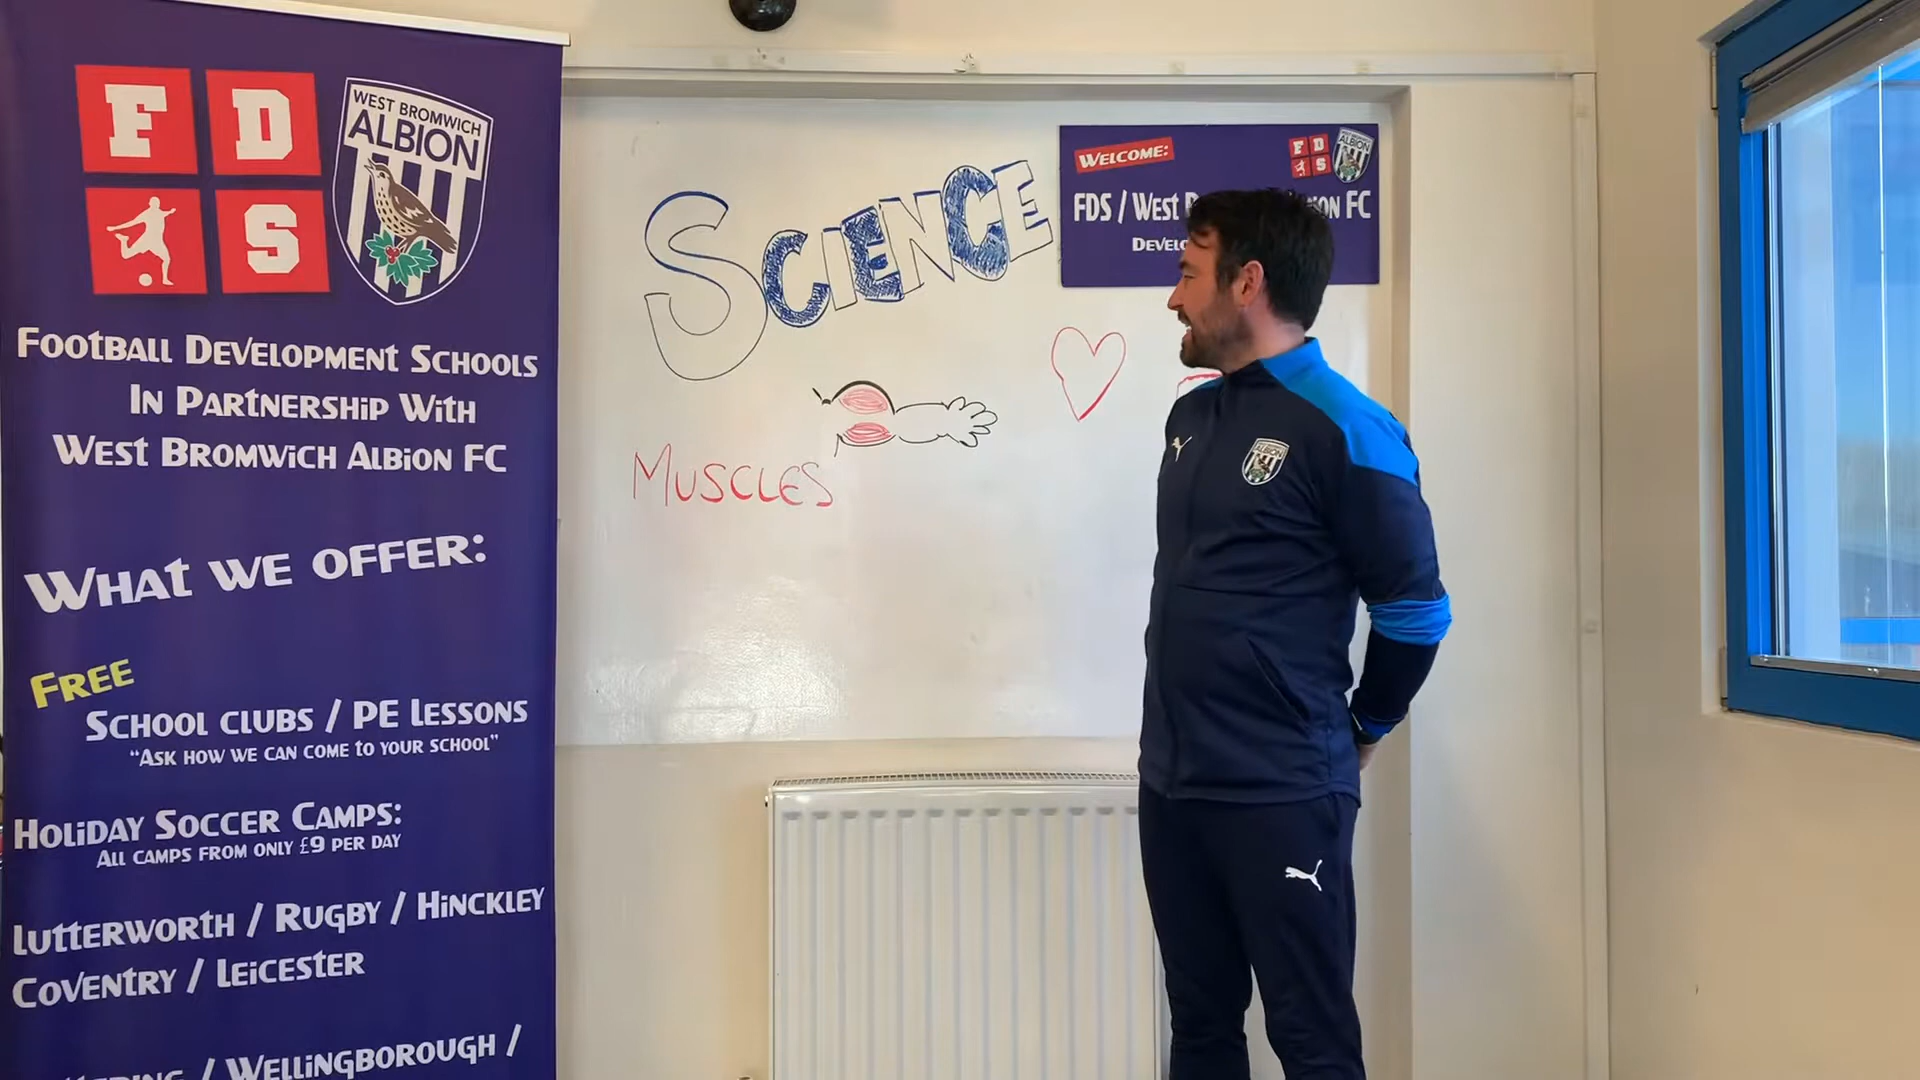 F D
S
WEST BROMWICH
ALBION
FOOTBALL DEVELOPMENT SCHOOLS
IN PARTNERSHIP WITH
WEST BROMWICH ALBION FC
WHAT WE OFFER:
FREE
SCHOOL CLUBS / PE LESSONS
"ASK HOW WE CAN COME TO YOUR SCHOOL"
HOLIDAY SOCCER CAMPS:
ALL CAMPS FROM ONLY £9 PER DAY
LUTTERWORTH / RUGBY / HINCKLEY
COVENTRY / LEICESTER
/ WELLINGBOROUGH /
SCIENCE
MUSCLES
WELCOME:
F D
S
ALBION
FDS / WEST FC
ALBION